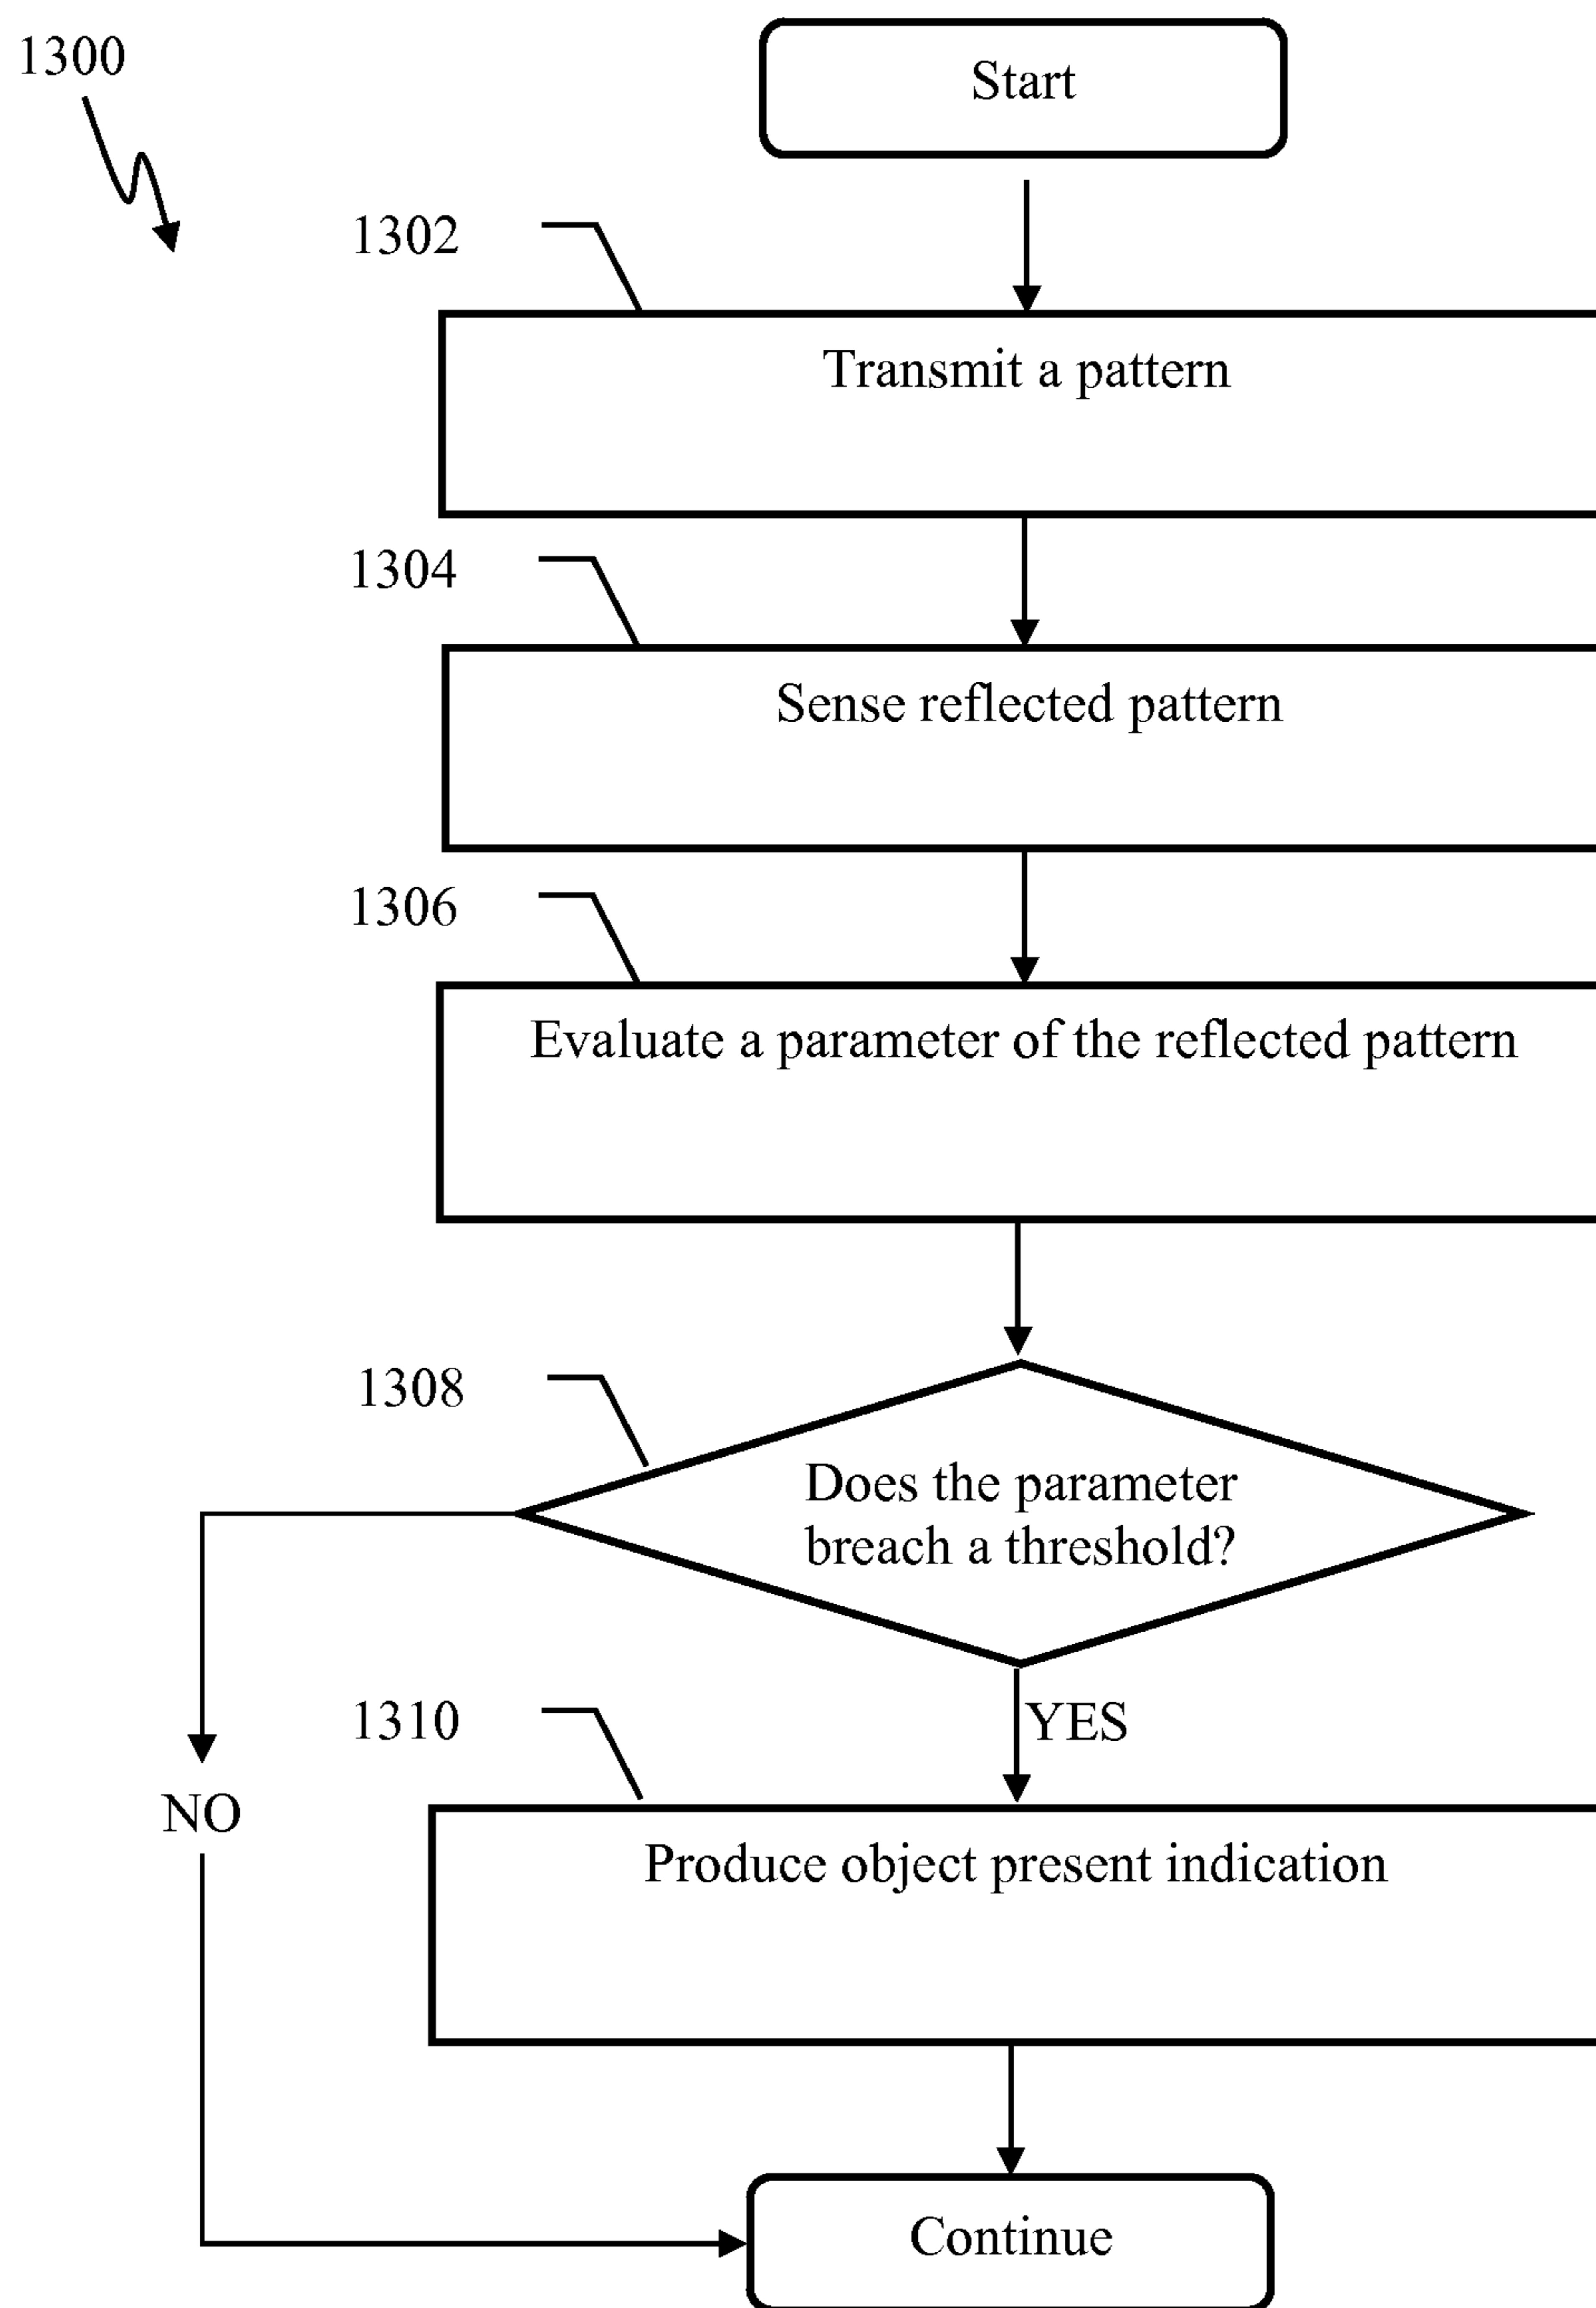 1300
Start
1302
Transmit a pattern
1304
Sense reflected pattern
1306
Evaluate a parameter of the reflected pattern
1308
Does the parameter
breach a threshold?
1310
YES
NO
Produce object present indication
Continue